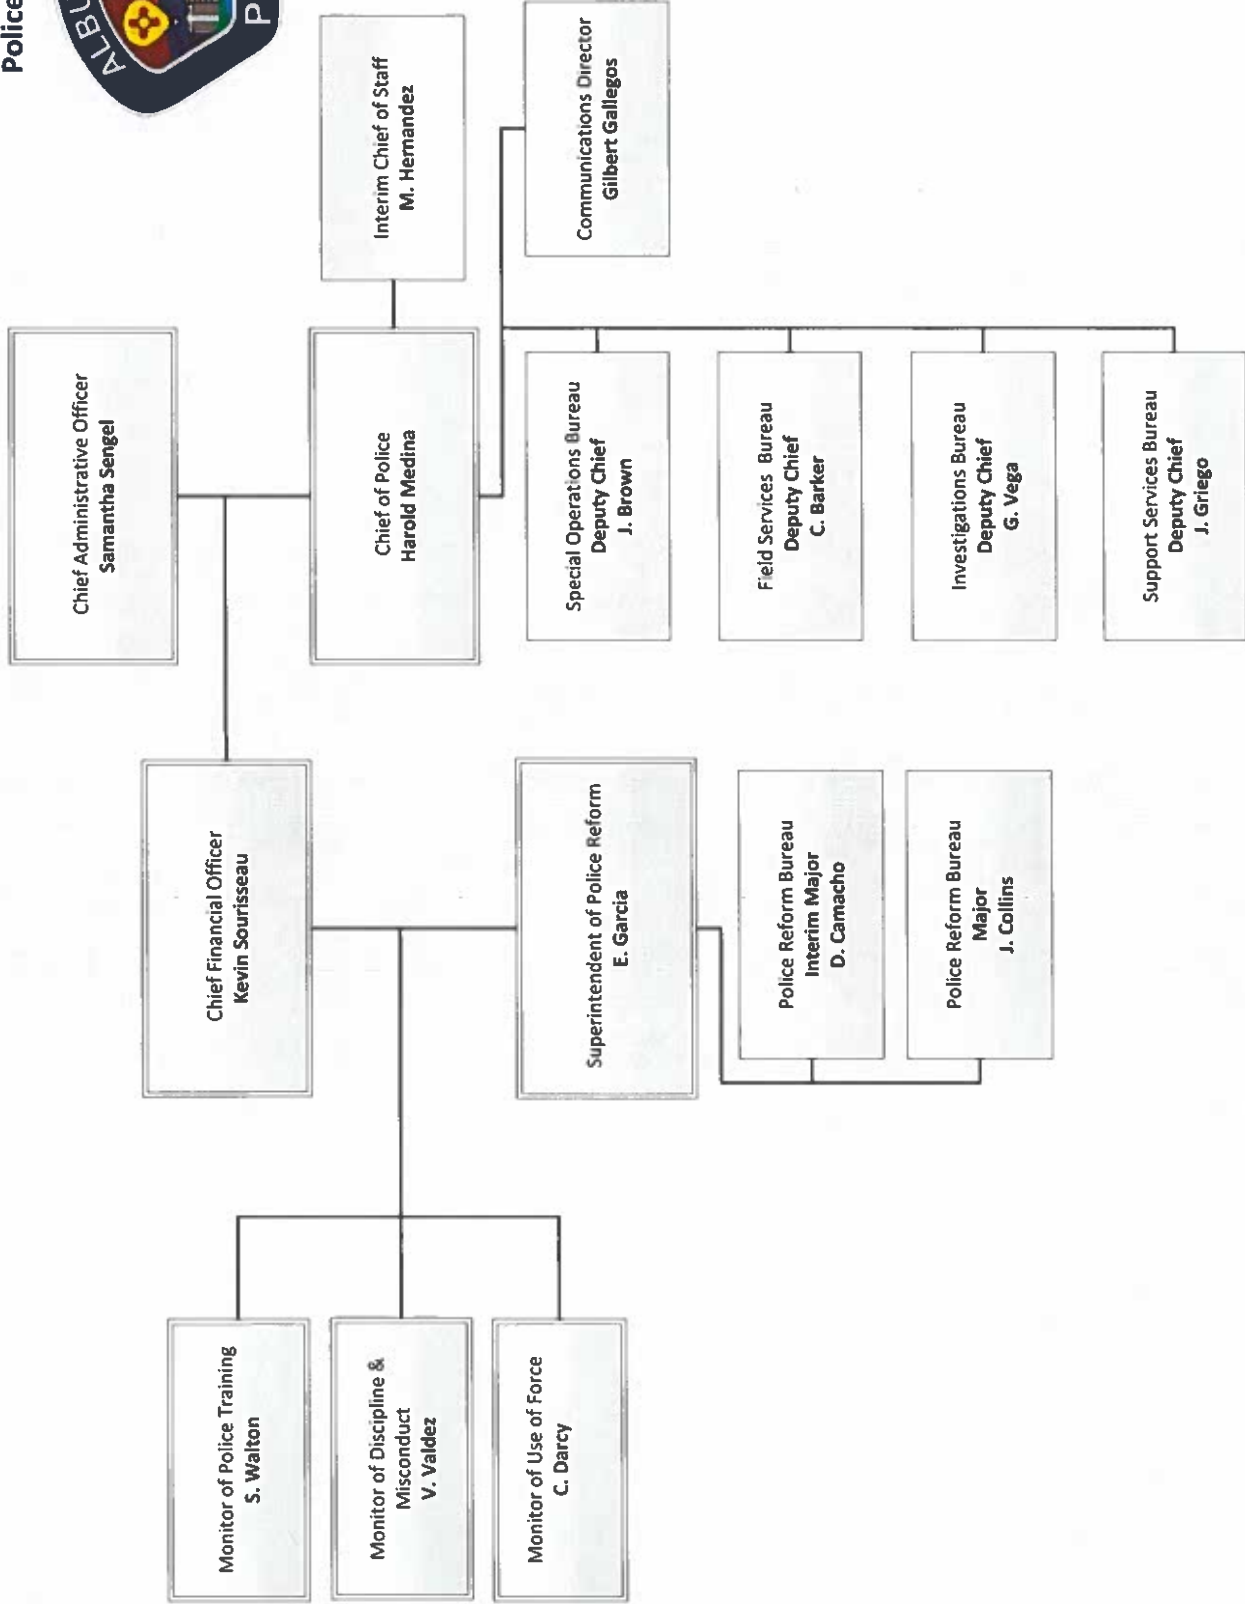 Police
ALBU
P
Chief Administrative Officer
Samantha Sengel
Chief Financial Officer
Kevin Sourisseau
Monitor of Police Training
S. Walton
Monitor of Discipline &
Misconduct
V. Valdez
Monitor of Use of Force
C. Darcy
Chief of Police
Harold Medina
Interim Chief of Staff
M. Hernandez
Superintendent of Police Reform
E. Garcia
Police Reform Bureau
Interim Major
D. Camacho
Police Reform Bureau
Major
J. Collins
Communications Director
Gilbert Gallegos
Special Operations Bureau
Deputy Chief
J. Brown
Field Services Bureau
Deputy Chief
C. Barker
Investigations Bureau
Deputy Chief
G. Vega
Support Services Bureau
Deputy Chief
J. Griego